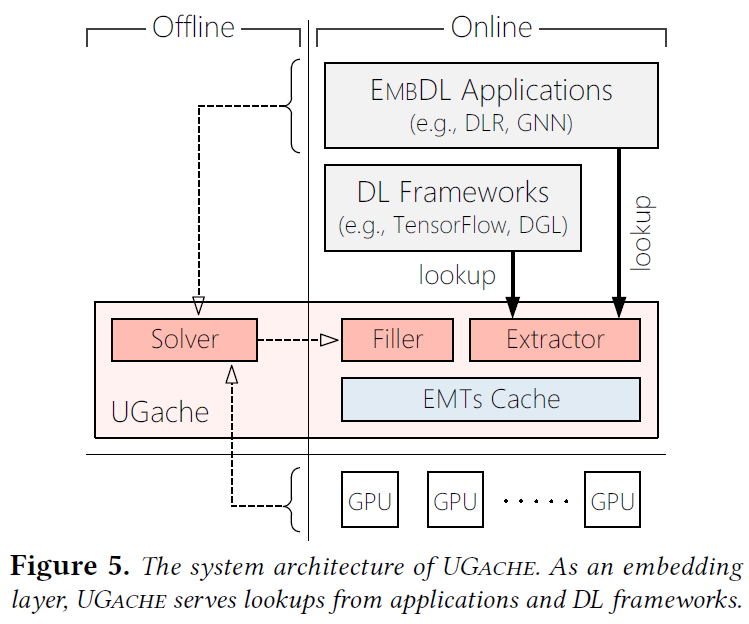 Offline
Online
EMBDL Applications
(e.g., DLR, GNN)
DL Frameworks
(e.g., TensorFlow, DGL)
lookup
lookup
Solver
Filler
Extractor
UGache
EMTs Cache
GPU
GPU
GPU
Figure 5. The system architecture of UGACHE. As an embedding
layer, UGACHE serves lookups from applications and DL frameworks.